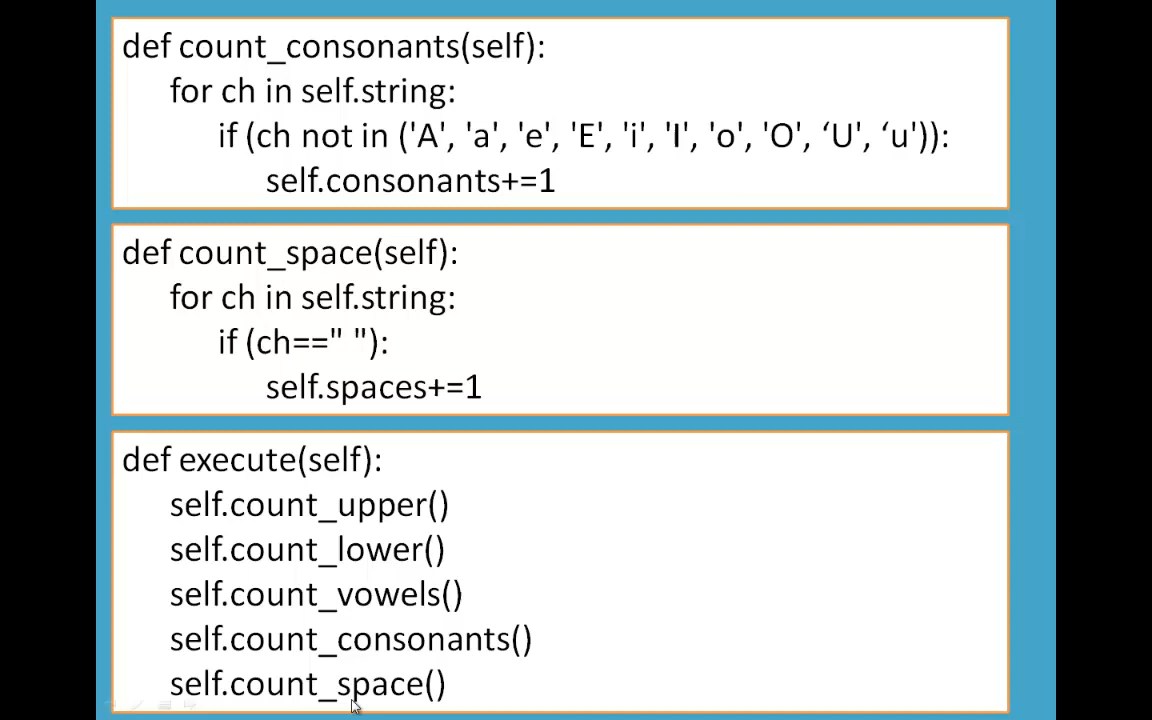 def count_consonants(self):
for ch in self.string:
if (ch not in ('A', 'a', 'e', 'E', 'i', 'I', 'o', 'O', ‘U', ‘u')):
self.consonants+=1
def count_space(self):
for ch in self.string:
if (ch==" "):
self.spaces+=1
def execute(self):
self.count_upper()
self.count_lower()
self.count_vowels()
self.count_consonants()
self.count_space()